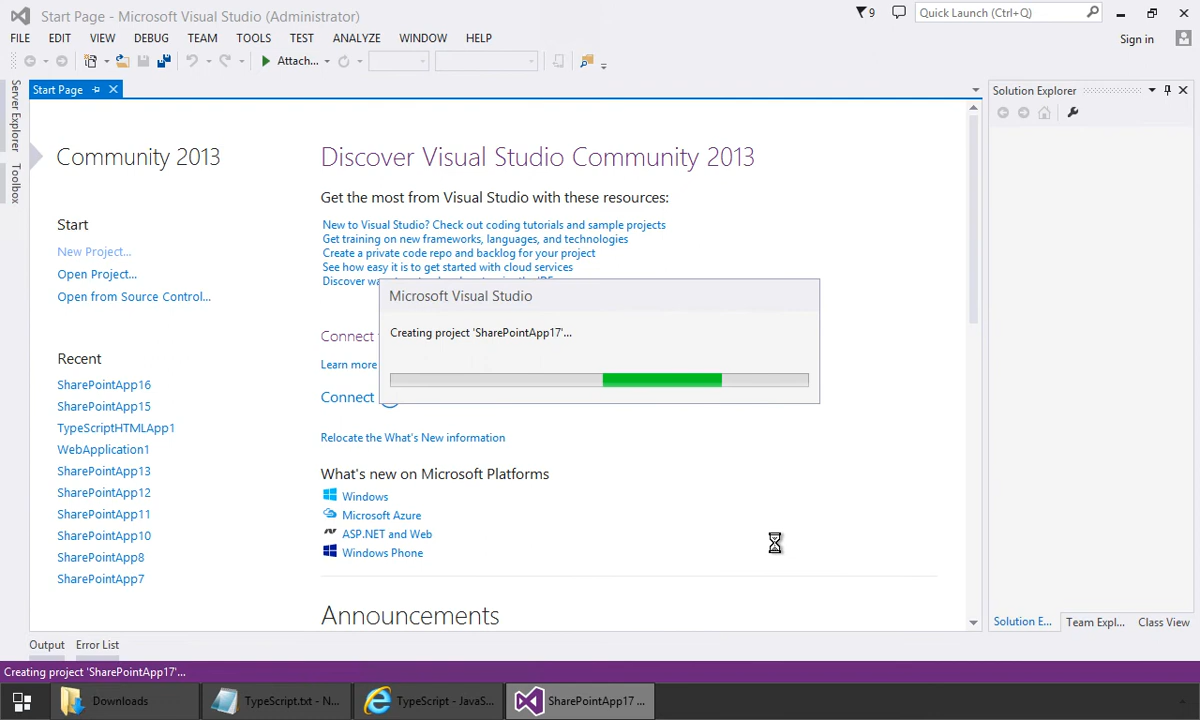 Start Page - Microsoft Visual Studio (Administrator)
9
Quick Launch (Ctrl+Q)
FILE EDIT VIEW DEBUG TEAM TOOLS TEST ANALYZE WINDOW HELP
Sign in
Attach...
Server Explorer
Toolbox
Start Page
Solution Explorer
Community 2013
Start
New Project...
Open Project...
Open from Source Control...
Recent
SharePointApp16
SharePointApp15
TypeScriptHTMLApp1
WebApplication1
SharePointApp13
SharePointApp12
SharePointApp11
SharePointApp10
SharePointApp8
SharePointApp7
Discover Visual Studio Community 2013
Get the most from Visual Studio with these resources:
New to Visual Studio? Check out coding tutorials and sample projects
Get training on new frameworks, languages, and technologies
Create a private code repo and backlog for your project
See how easy it is to get started with cloud services
Discover
Microsoft Visual Studio
Creating project 'SharePointApp17'...
Connect
Learn more
Connect
Relocate the What's New information
What's new on Microsoft Platforms
Windows
Microsoft Azure
ASP.NET and Web
Windows Phone
Announcements
Solution E... Team Expl... Class View
Output Error List
Creating project 'SharePointApp17'...
Downloads
TypeScript.txt - N...
TypeScript - JavaS...
SharePointApp17 ...